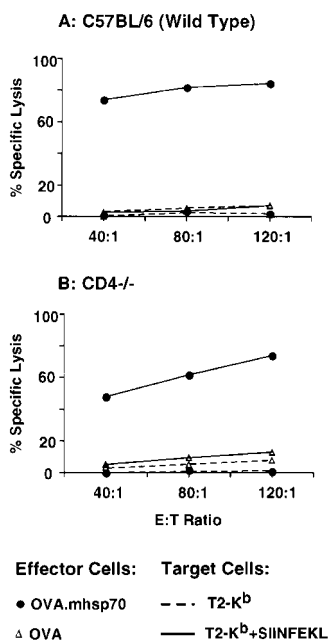 A: C57BL/6 (Wild Type)
% Specific Lysis
100
60
20
0
40:1 80:1 120:1
B: CD4-/-
% Specific Lysis
100
60
20
0
40:1 80:1 120:1
E:T Ratio
Effector Cells: Target Cells:
OVA.mhsp70 T2-Kb
OVA T2-Kb+SIINFEKL